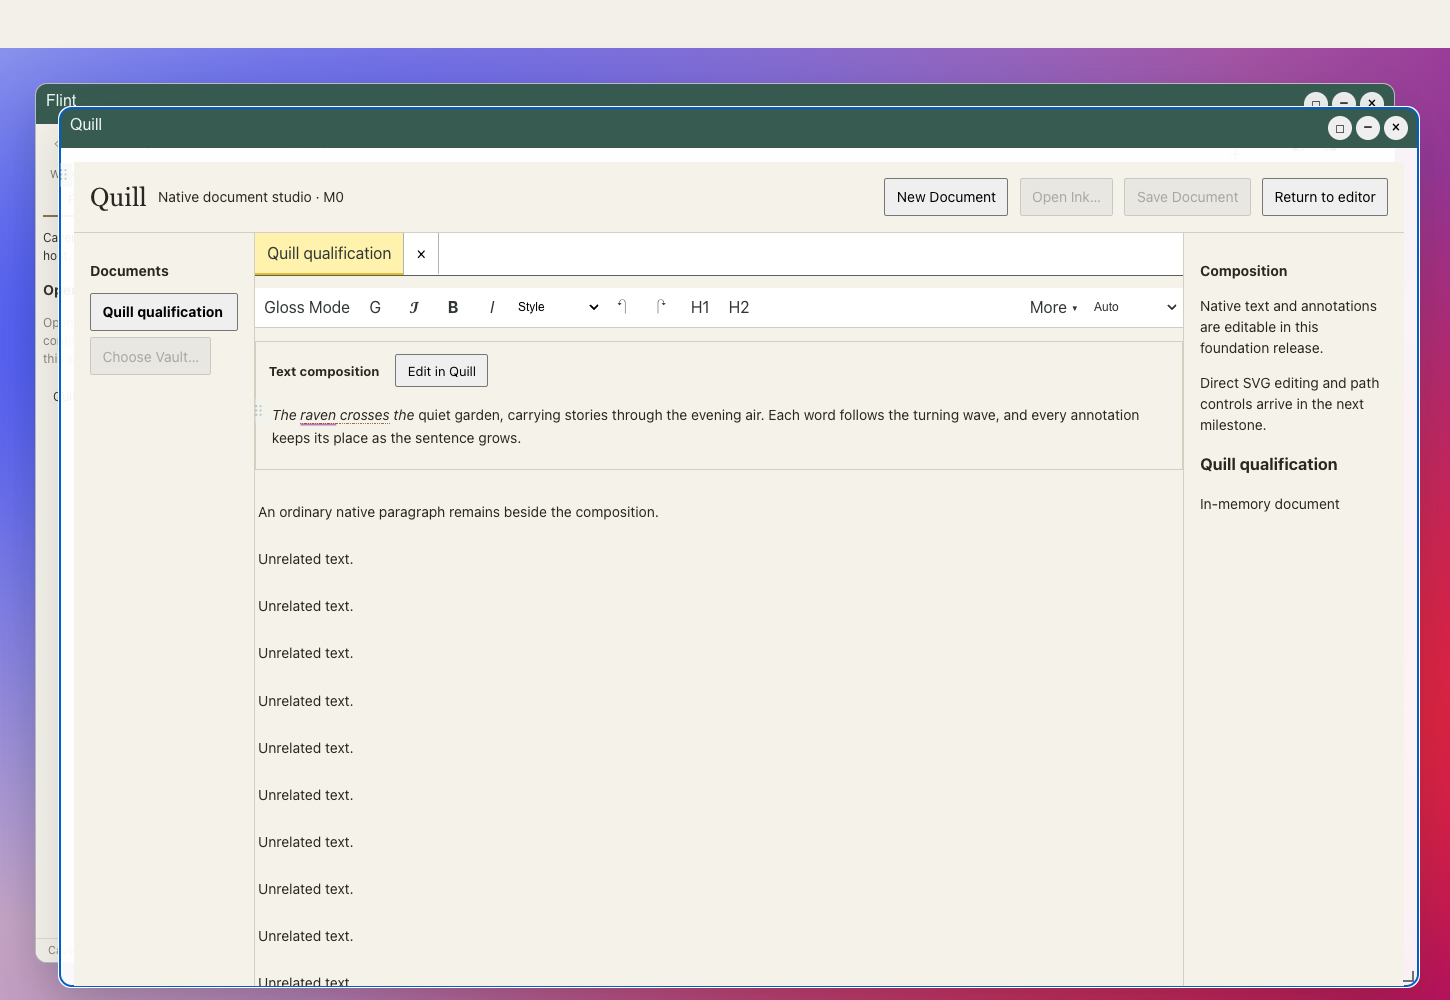 Flint
Quill
Quill Native document studio · M0
New Document Open Ink... Save Document Return to editor
Documents
Quill qualification
Choose Vault...
Quill qualification ×
Gloss Mode G ℐ B I Style H1 H2 More ▾ Auto
Text composition Edit in Quill
The raven crosses the quiet garden, carrying stories through the evening air. Each word follows the turning wave, and every annotation
keeps its place as the sentence grows.
An ordinary native paragraph remains beside the composition.
Unrelated text.
Unrelated text.
Unrelated text.
Unrelated text.
Unrelated text.
Unrelated text.
Unrelated text.
Unrelated text.
Unrelated text.
Unrelated text.
Composition
Native text and annotations
are editable in this
foundation release.
Direct SVG editing and path
controls arrive in the next
milestone.
Quill qualification
In-memory document